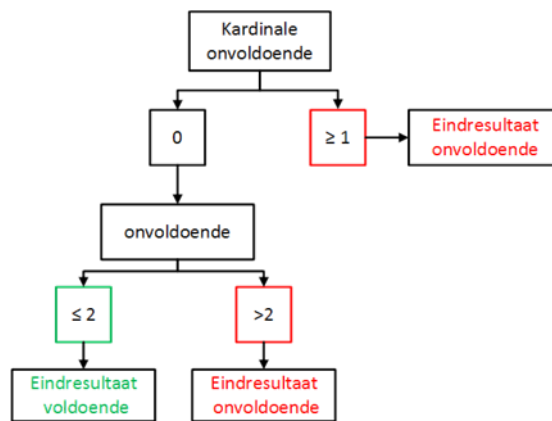 Kardinale
onvoldoende
0
≥ 1
Eindresultaat
onvoldoende
onvoldoende
≤ 2
>2
Eindresultaat
voldoende
Eindresultaat
onvoldoende